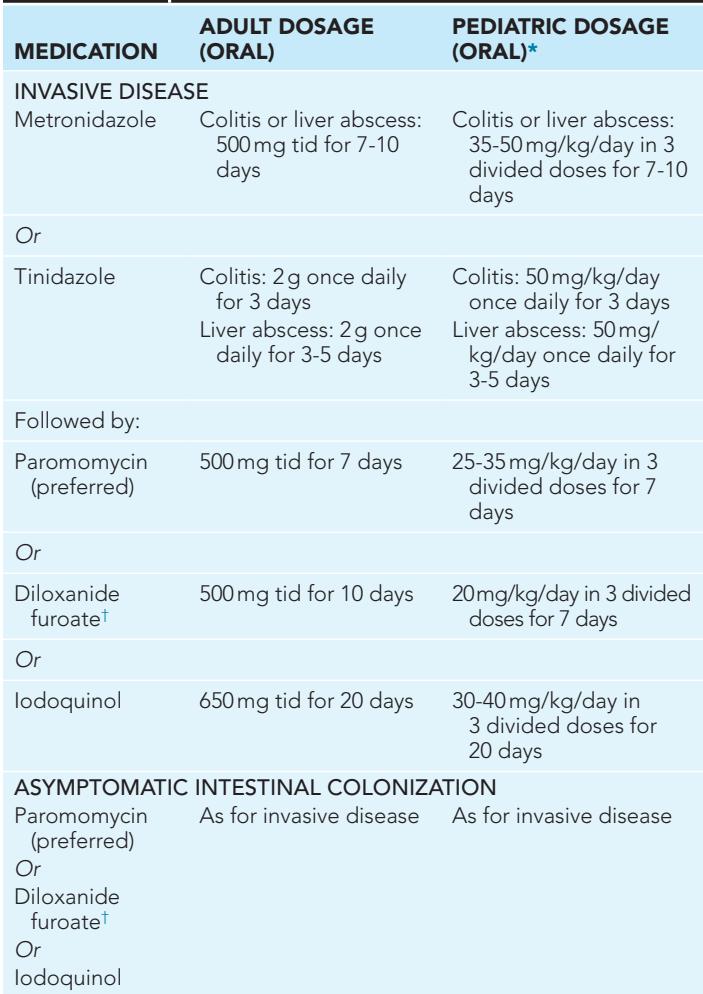 MEDICATION ADULT DOSAGE (ORAL) PEDIATRIC DOSAGE (ORAL)*
INVASIVE DISEASE
Metronidazole Colitis or liver abscess: Colitis or liver abscess:
500 mg tid for 7-10 35-50 mg/kg/day in 3
days divided doses for 7-10
days
Or
Tinidazole Colitis: 2 g once daily Colitis: 50 mg/kg/day
for 3 days once daily for 3 days
Liver abscess: 2 g once Liver abscess: 50 mg/
daily for 3-5 days kg/day once daily for
3-5 days
Followed by:
Paromomycin 500 mg tid for 7 days 25-35 mg/kg/day in 3
(preferred) divided doses for 7
days
Or
Diloxanide 500 mg tid for 10 days 20 mg/kg/day in 3 divided
furoate† doses for 7 days
Or
Iodoquinol 650 mg tid for 20 days 30-40 mg/kg/day in
3 divided doses for
20 days
ASYMPTOMATIC INTESTINAL COLONIZATION
Paromomycin As for invasive disease As for invasive disease
(preferred)
Or
Diloxanide
furoate†
Or
Iodoquinol